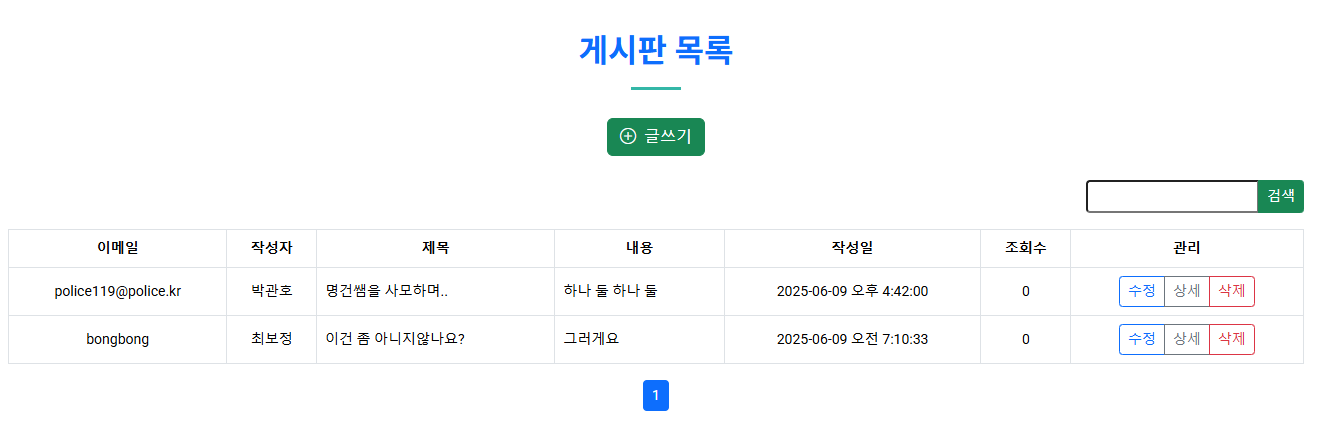 게시판 목록
글쓰기
검색
이메일 작성자 제목 내용 작성일 조회수 관리
police119@police.kr 박관호 명건쌤을 사모하며.. 하나 둘 하나 둘 2025-06-09 오후 4:42:00 0 수정 상세 삭제
bongbong 최보정 이건 좀 아니지않나요? 그러게요 2025-06-09 오전 7:10:33 0 수정 상세 삭제
1